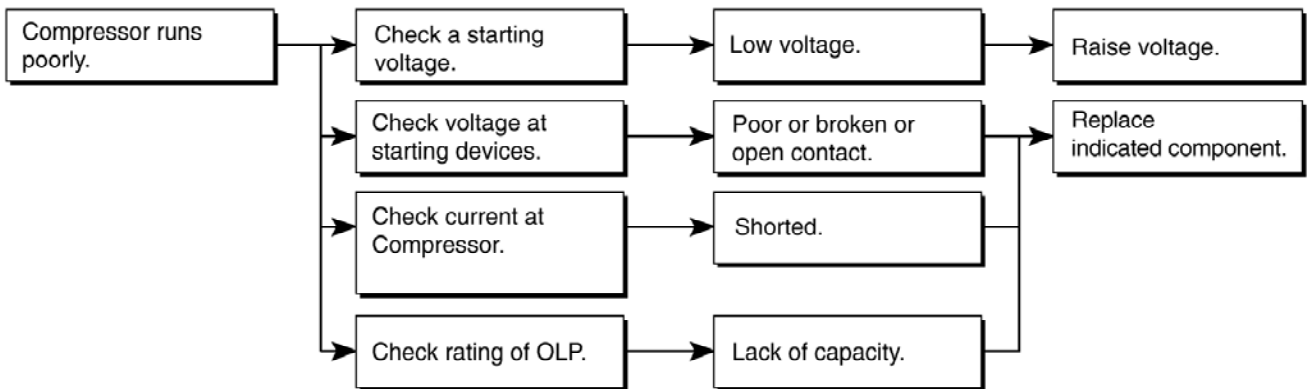 Compressor runs
poorly.
Check a starting
voltage.
Low voltage.
Raise voltage.
Check voltage at
starting devices.
Poor or broken or
open contact.
Replace
indicated component.
Check current at
Compressor.
Shorted.
Check rating of OLP.
Lack of capacity.